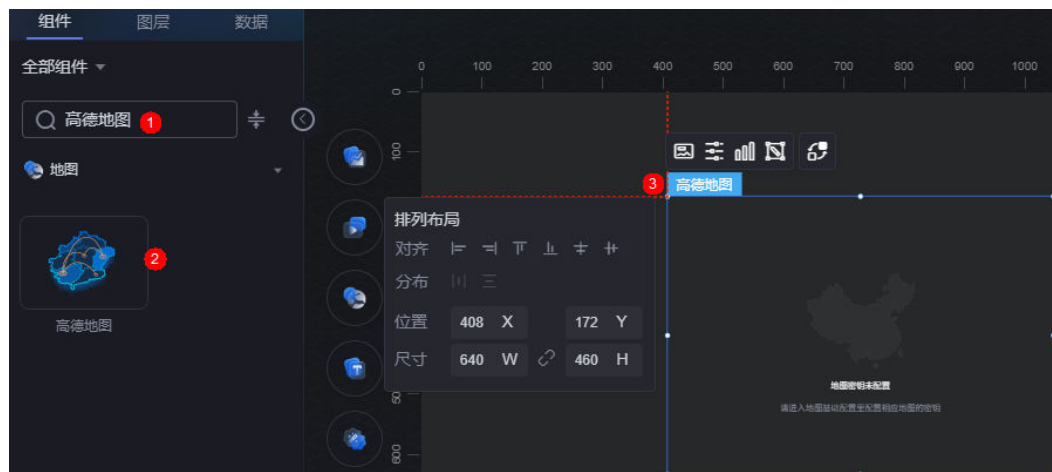 组件 图层 数据
全部组件
0 100 200 300 400 500 600 700 800 900 1000
0
高德地图 1
100
地图
3 高德地图
排列布局
对齐
2
分布
位置 408 X 172 Y
高德地图
尺寸 640 W 460 H
地图密钥未配置
请进入地图基础配置至配置相应地图的密钥
600